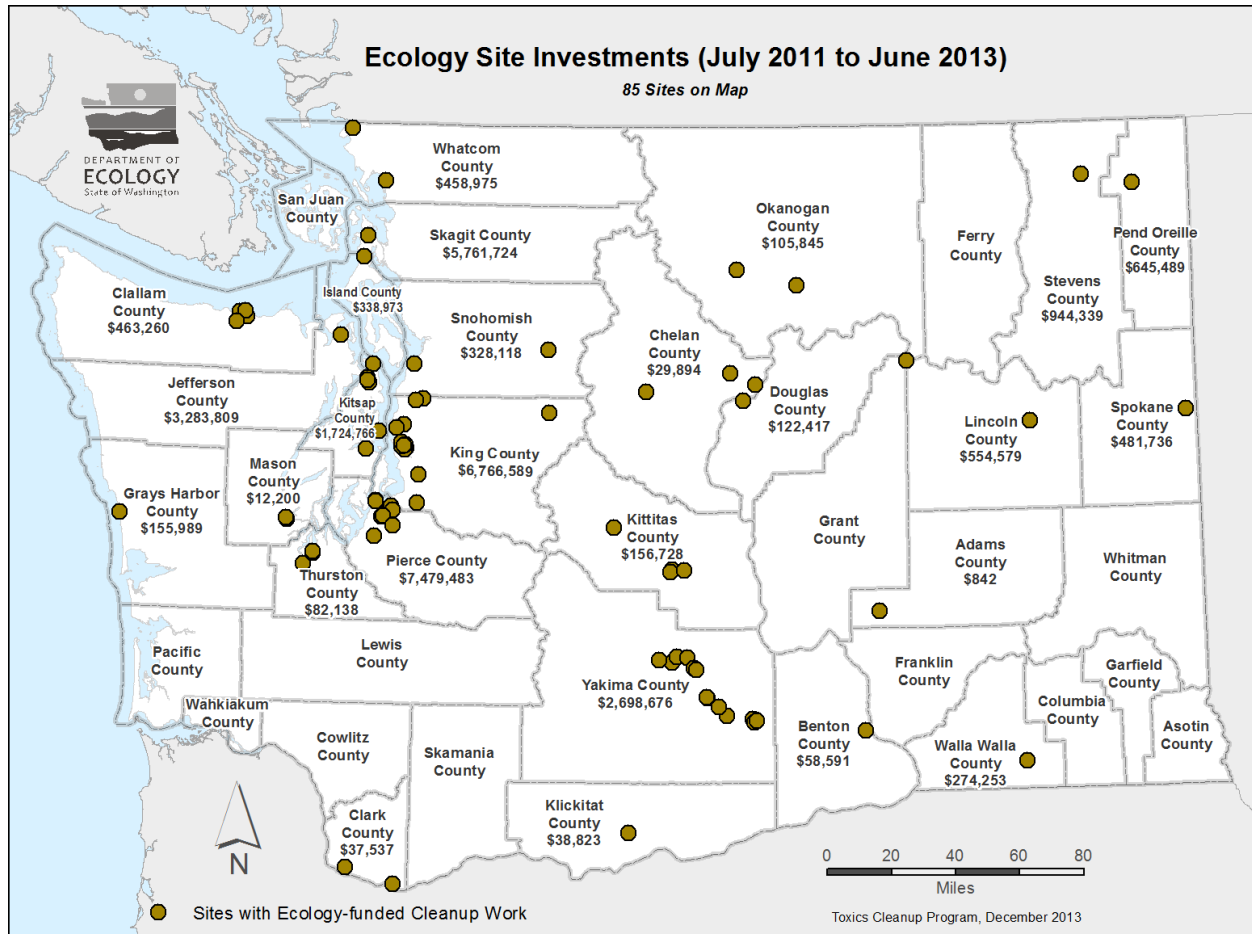 Ecology Site Investments (July 2011 to June 2013)
85 Sites on Map
DEPARTMENT OF
ECOLOGY
State of Washington
Whatcom
County
$458,975
San Juan
County
Skagit County
$5,761,724
Okanogan
County
$105,845
Ferry
County
Pend Oreille
County
$645,489
Stevens
County
$944,339
Clallam
County
$463,260
Island County
$338,973
Snohomish
County
$328,118
Chelan
County
$29,894
Jefferson
County
$3,283,809
Kitsap
County
$1,724,766
Douglas
County
$122,417
Lincoln
County
$554,579
Spokane
County
$481,736
Mason
County
$12,200
King County
$6,766,589
Grays Harbor
County
$155,989
Kittitas
County
$156,728
Grant
County
Adams
County
$842
Whitman
County
Pierce County
$7,479,483
Thurston
County
$82,138
Lewis
County
Pacific
County
Yakima County
$2,698,676
Franklin
County
Garfield
County
Columbia
County
Asotin
County
Wahkiakum
County
Cowlitz
County
Skamania
County
Benton
County
$58,591
Walla Walla
County
$274,253
Clark
County
$37,537
Klickitat
County
$38,823
N
0 20 40 60 80
Miles
Sites with Ecology-funded Cleanup Work
Toxics Cleanup Program, December 2013